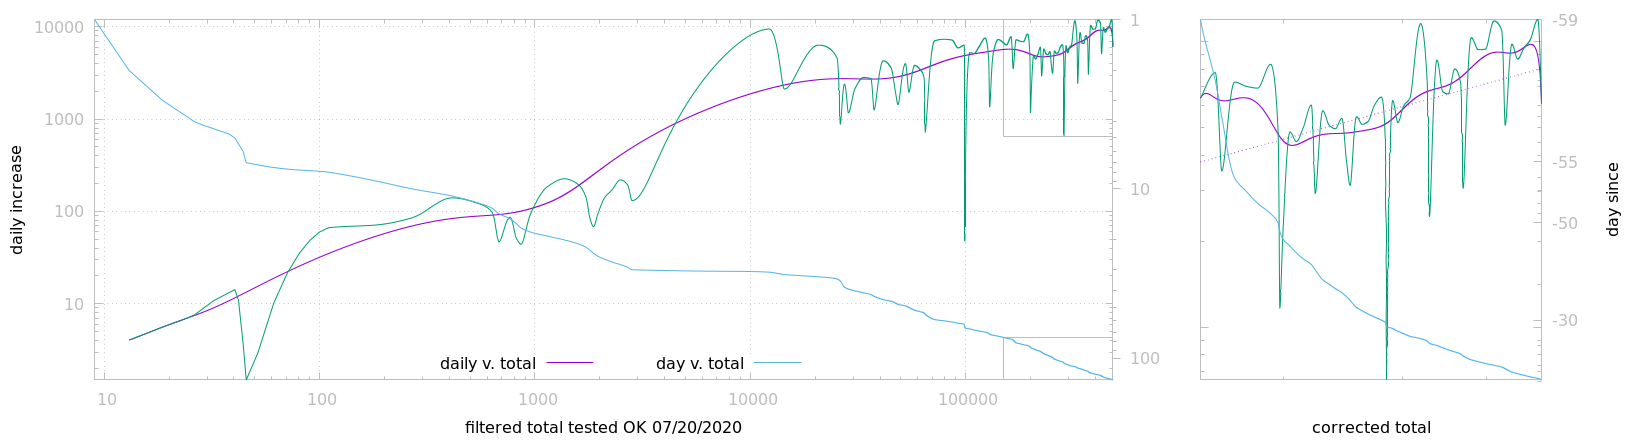 10000
1000
100
10
daily increase
10
100
1000
10000
100000
filtered total tested OK 07/20/2020
daily v. total
day v. total
1
10
100
-59
-55
-50
-30
day since
corrected total